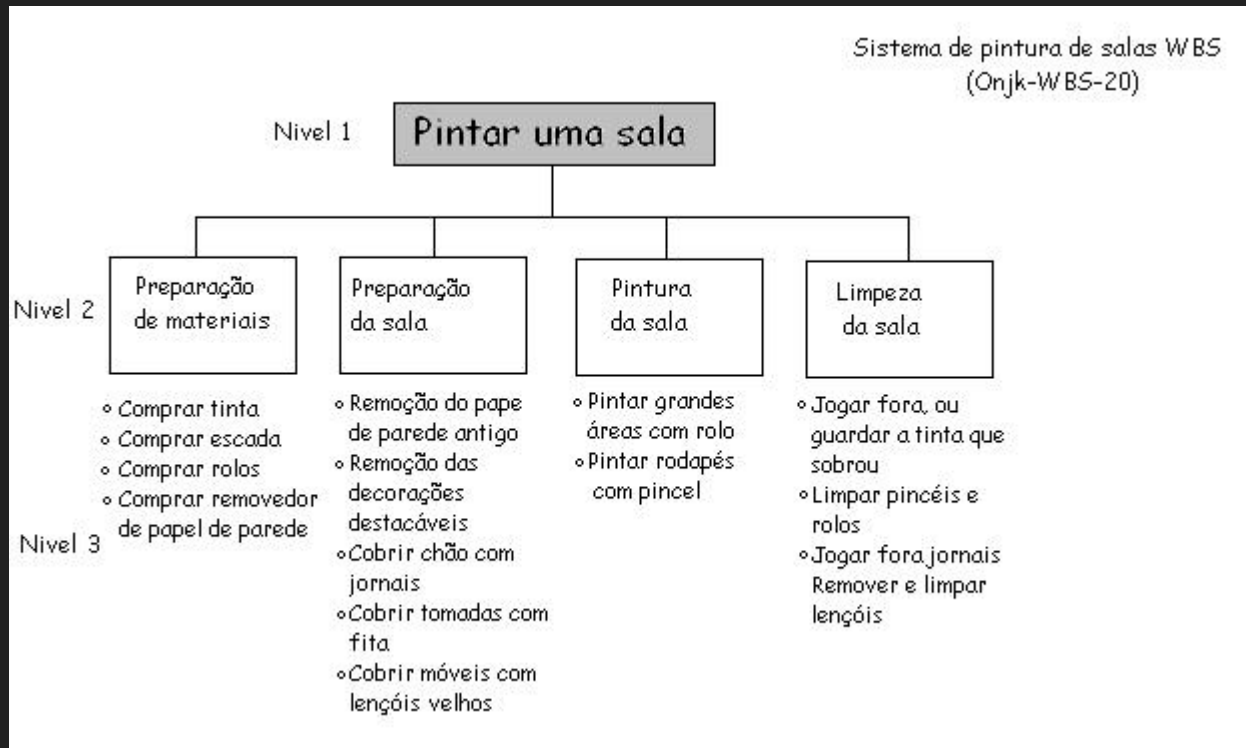 Sistema de pintura de salas WBS
(Onjk-WBS-20)
Nivel 1
Pintar uma sala
Nivel 2
Preparação
de materiais
Preparação
da sala
Pintura
da sala
Limpeza
da sala
Nivel 3
Comprar tinta
Comprar escada
Comprar rolos
Comprar removedor
de papel de parede
Remoção do pape
de parede antigo
Remoção das
decorações
destacáveis
Cobrir chão com
jornais
Cobrir tomadas com
fita
Cobrir móveis com
lençóis velhos
Pintar grandes
áreas com rolo
Pintar rodapés
com pincel
Jogar fora, ou
guardar a tinta que
sobrou
Limpar pincéis e
rolos
Jogar fora jornais
Remover e limpar
lençóis